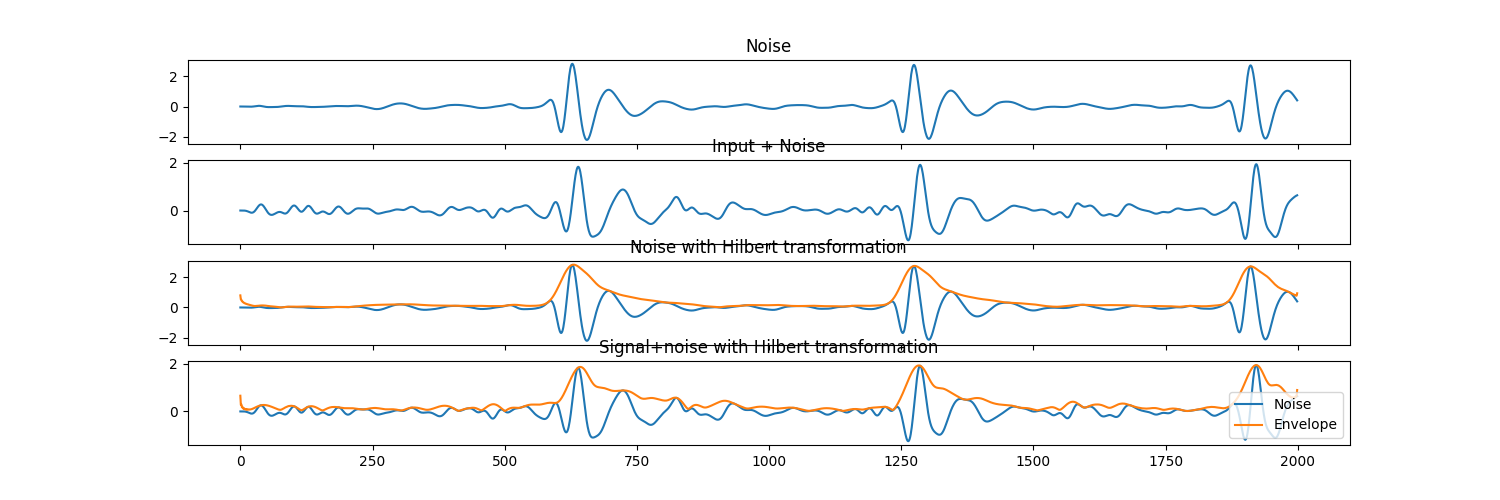 Noise
2
0
−2
Input + Noise
2
0
Noise with Hilbert transformation
2
0
−2
Signal+noise with Hilbert transformation
2
0
Noise
Envelope
0 250 500 750 1000 1250 1500 1750 2000